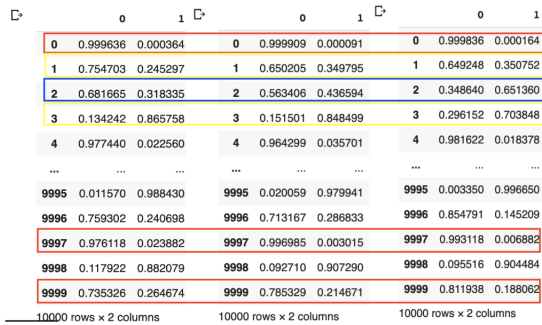 0 1 0 1 0 1
0 0.999636 0.000364 0 0.999909 0.000091 0 0.999836 0.000164
1 0.754703 0.245297 1 0.650205 0.349795 1 0.649248 0.350752
2 0.681665 0.318335 2 0.563406 0.436594 2 0.348640 0.651360
3 0.134242 0.865758 3 0.151501 0.848499 3 0.296152 0.703848
4 0.977440 0.022560 4 0.964299 0.035701 4 0.981622 0.018378
... ... ... ... ... ... ... ... ...
9995 0.011570 0.988430 9995 0.020059 0.979941 9995 0.003350 0.996650
9996 0.759302 0.240698 9996 0.713167 0.286833 9996 0.854791 0.145209
9997 0.976118 0.023882 9997 0.996985 0.003015 9997 0.993118 0.006882
9998 0.117922 0.882079 9998 0.092710 0.907290 9998 0.095516 0.904484
9999 0.735326 0.264674 9999 0.785329 0.214671 9999 0.811938 0.188062
10000 rows × 2 columns 10000 rows × 2 columns 10000 rows × 2 columns